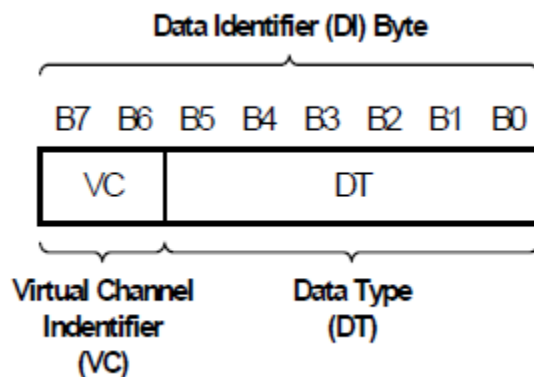 Data Identifier (DI) Byte
B7 B6 B5 B4 B3 B2 B1 B0
VC DT
Virtual Channel
Indentifier
(VC)
Data Type
(DT)